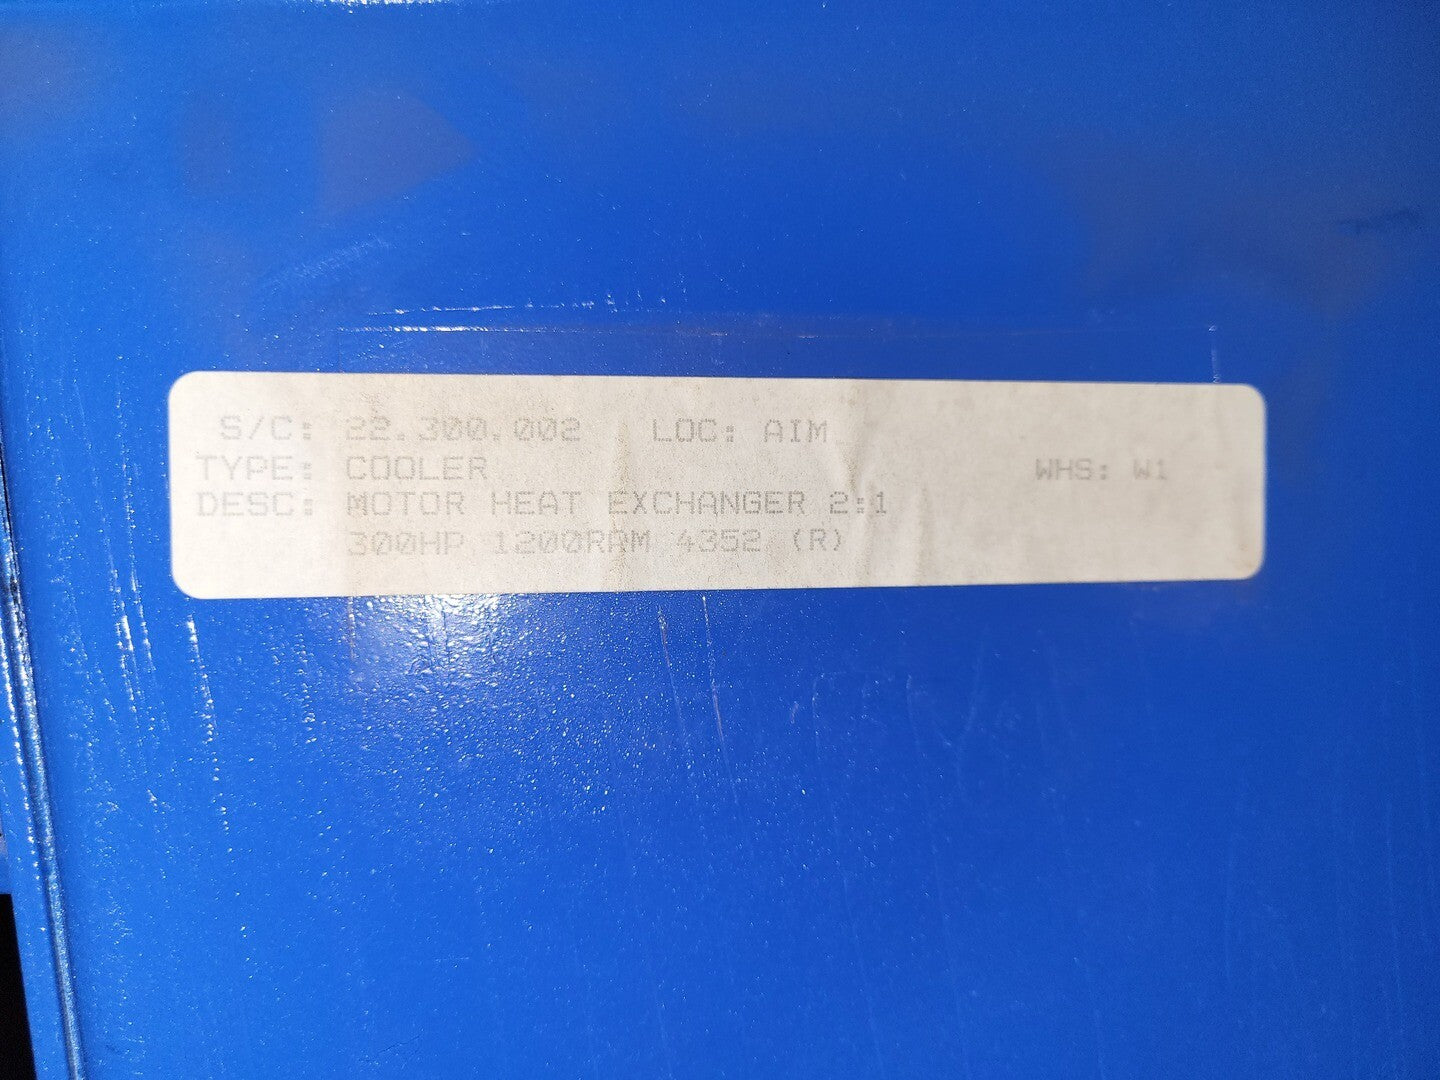 S/C: 22.300.002 LOC: AIM
TYPE: COOLER WHS: W1
DESC: MOTOR HEAT EXCHANGER 2:1
300HP 1200RAM 4352 (R)